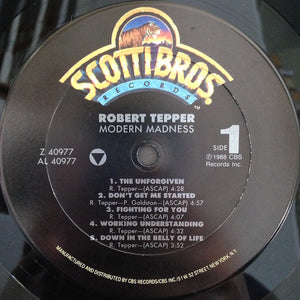 SCOTTI BROS.
RECORDS
ROBERT TEPPER
MODERN MADNESS
Z 40977
AL 40977
SIDE 1
℗1988 CBS
Records Inc.
1. THE UNFORGIVEN
R. Tepper—(ASCAP) 4:28
2. DON'T GET ME STARTED
R. Tepper—P. Goldston—(ASCAP) 4:57
3. FIGHTING FOR YOU
R. Tepper—(ASCAP) 4:07
4. WORKING UNDERSTANDING
R. Tepper—(ASCAP) 4:32
5. DOWN IN THE BELLY OF LIFE
R. Tepper—(ASCAP) 3:52
MANUFACTURED AND DISTRIBUTED BY CBS RECORDS/CBS INC./51 W 52 STREET, NEW YORK, N.Y.